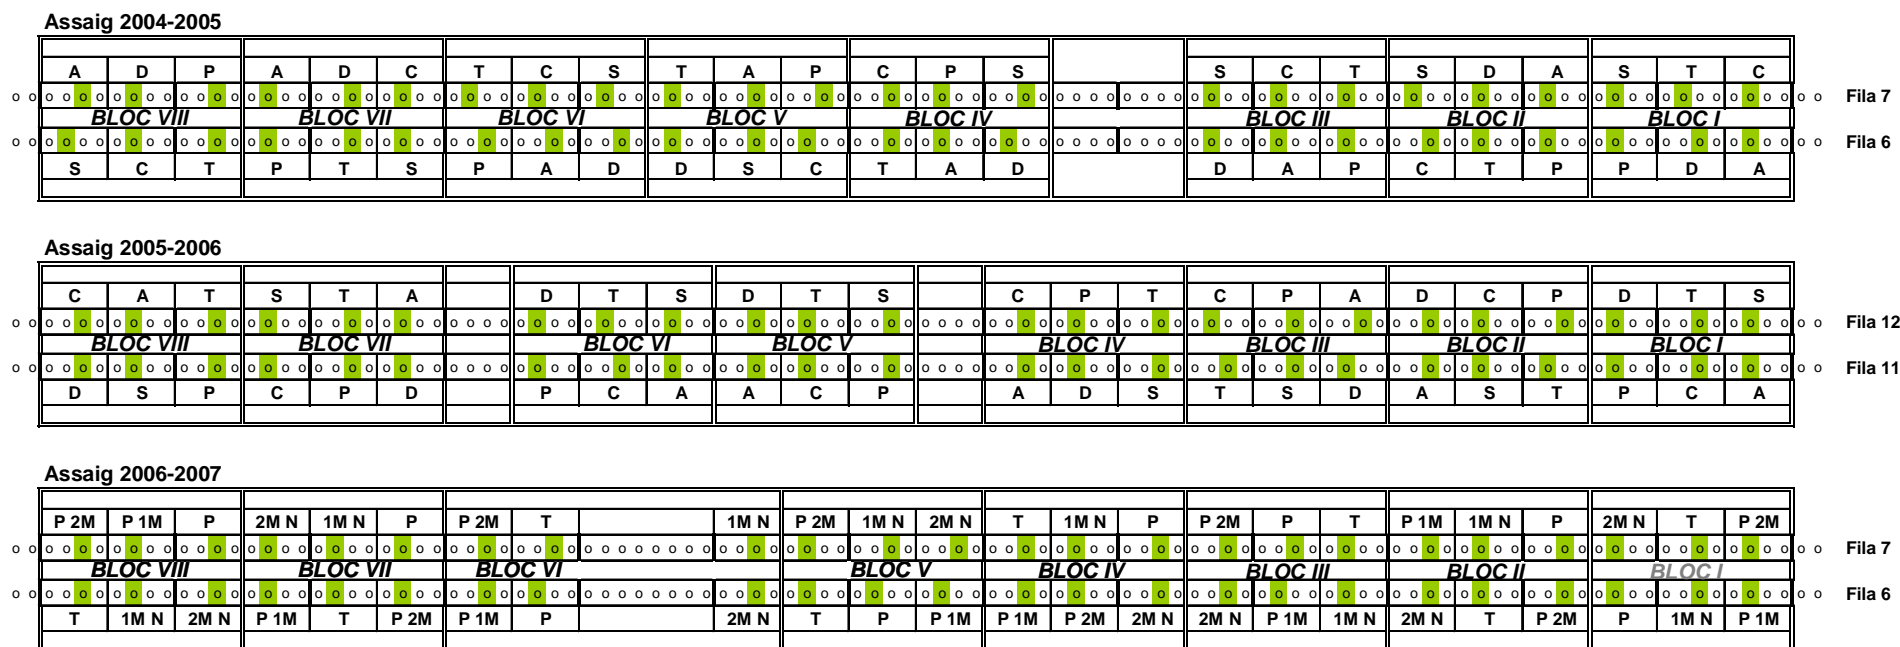 Assaig 2004-2005
A D P A D C T C S T A P C P S S C T S D A S T C
o o o o o o o o o o o o o o o o o o o o o o o o o o o o o o o o o o o o o o o o o o o o o o o o o o o o o o o o o o o o o o o o o o o o o o o o o o o o o o o o o o o o o o o o o o o o o o o o o o o o o o o o o o o o Fila 7
BLOC VIII BLOC VII BLOC VI BLOC V BLOC IV BLOC III BLOC II BLOC I
o o o o o o o o o o o o o o o o o o o o o o o o o o o o o o o o o o o o o o o o o o o o o o o o o o o o o o o o o o o o o o o o o o o o o o o o o o o o o o o o o o o o o o o o o o o o o o o o o o o o o o o o o o o o Fila 6
S C T P T S P A D D S C T A D D A P C T P P D A
Assaig 2005-2006
C A T S T A D T S D T S C P T C P A D C P D T S
o o o o o o o o o o o o o o o o o o o o o o o o o o o o o o o o o o o o o o o o o o o o o o o o o o o o o o o o o o o o o o o o o o o o o o o o o o o o o o o o o o o o o o o o o o o o o o o o o o o o o o o o o o o o Fila 12
BLOC VIII BLOC VII BLOC VI BLOC V BLOC IV BLOC III BLOC II BLOC I
o o o o o o o o o o o o o o o o o o o o o o o o o o o o o o o o o o o o o o o o o o o o o o o o o o o o o o o o o o o o o o o o o o o o o o o o o o o o o o o o o o o o o o o o o o o o o o o o o o o o o o o o o o o o Fila 11
D S P C P D P C A A C P A D S T S D A S T P C A
Assaig 2006-2007
P 2M P 1M P 2M N 1M N P P 2M T 1M N P 2M 1M N 2M N T 1M N P P 2M P T P 1M 1M N P 2M N T P 2M
o o o o o o o o o o o o o o o o o o o o o o o o o o o o o o o o o o o o o o o o o o o o o o o o o o o o o o o o o o o o o o o o o o o o o o o o o o o o o o o o o o o o o o o o o o o o o o o o o o o o o o o o o o o o Fila 7
BLOC VIII BLOC VII BLOC VI BLOC V BLOC IV BLOC III BLOC II BLOC I
o o o o o o o o o o o o o o o o o o o o o o o o o o o o o o o o o o o o o o o o o o o o o o o o o o o o o o o o o o o o o o o o o o o o o o o o o o o o o o o o o o o o o o o o o o o o o o o o o o o o o o o o o o o o Fila 6
T 1M N 2M N P 1M T P 2M P 1M P 2M N T P P 1M P 1M P 2M 2M N 2M N P 1M 1M N 2M N T P 2M P 1M N P 1M